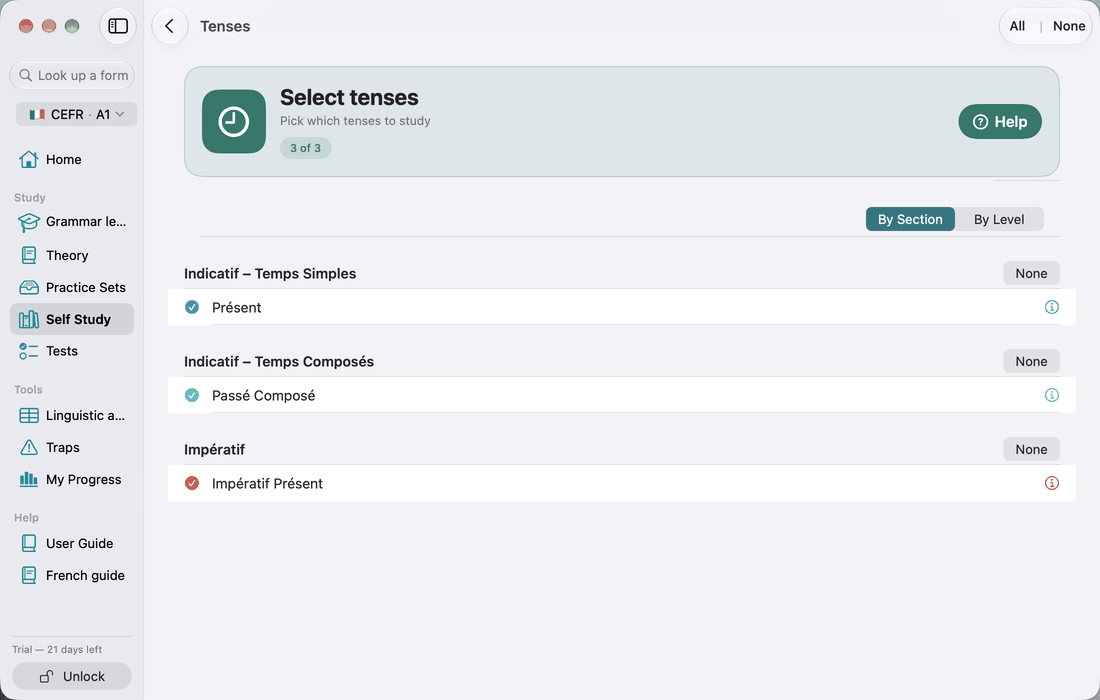 Tenses
All | None
Look up a form
CEFR · A1
Home
Study
Grammar le...
Theory
Practice Sets
Self Study
Tests
Tools
Linguistic a...
Traps
My Progress
Help
User Guide
French guide
Trial — 21 days left
Unlock
Select tenses
Pick which tenses to study
3 of 3
Help
By Section
By Level
Indicatif – Temps Simples
None
Présent
Indicatif – Temps Composés
None
Passé Composé
Impératif
None
Impératif Présent